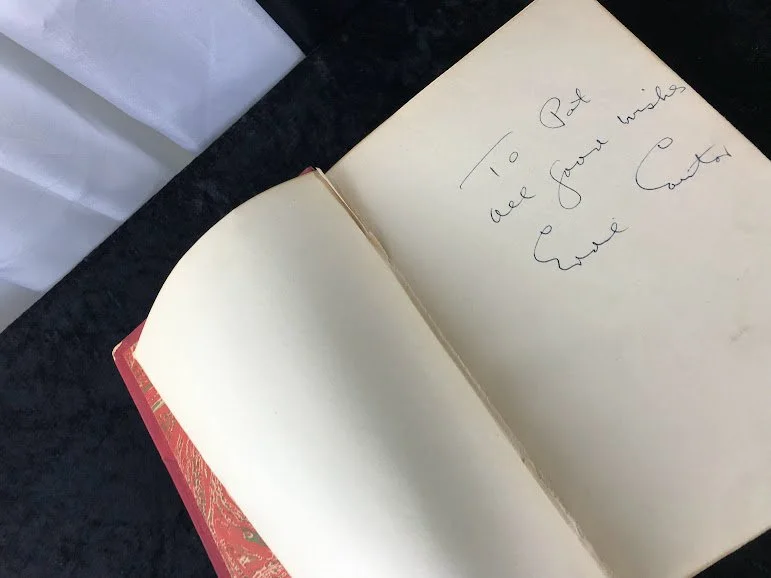 To Pat
all good wishes
Eddie Cantor